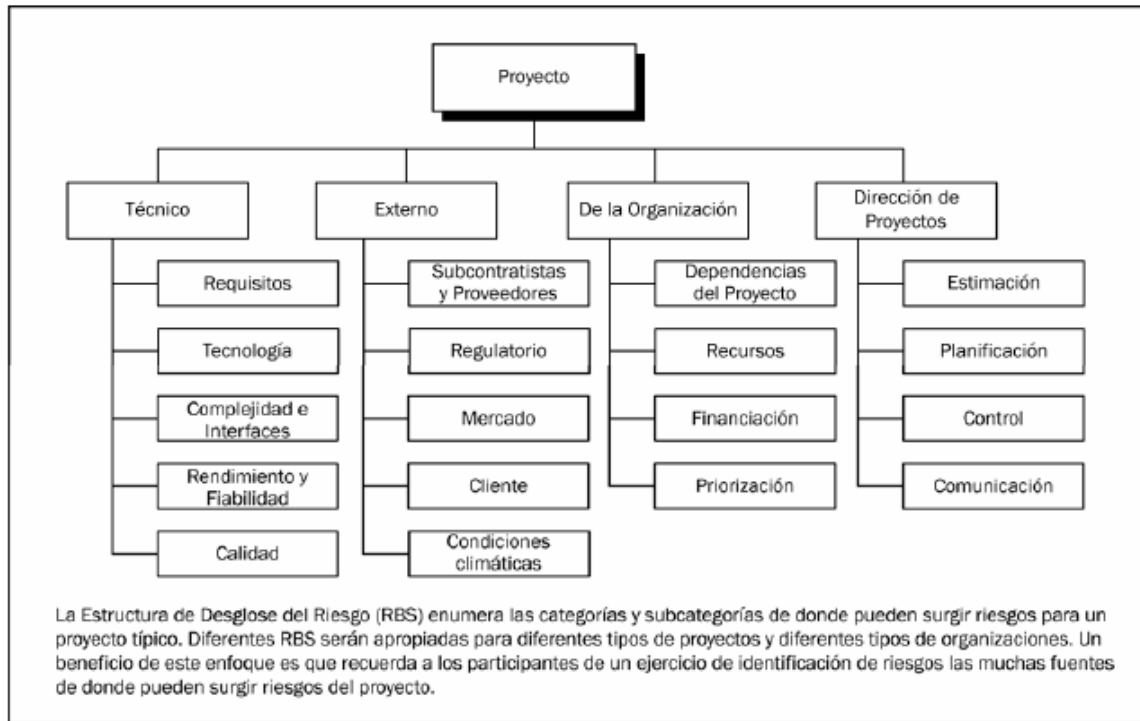 Proyecto
Técnico
Externo
De la Organización
Dirección de
Proyectos
Requisitos
Tecnología
Complejidad e
Interfaces
Rendimiento y
Fiabilidad
Calidad
Subcontratistas
y Proveedores
Regulatorio
Mercado
Cliente
Condiciones
climáticas
Dependencias
del Proyecto
Recursos
Financiación
Priorización
Estimación
Planificación
Control
Comunicación
La Estructura de Desglose del Riesgo (RBS) enumera las categorías y subcategorías de donde pueden surgir riesgos para un
proyecto típico. Diferentes RBS serán apropiadas para diferentes tipos de proyectos y diferentes tipos de organizaciones. Un
beneficio de este enfoque es que recuerda a los participantes de un ejercicio de identificación de riesgos las muchas fuentes
de donde pueden surgir riesgos del proyecto.